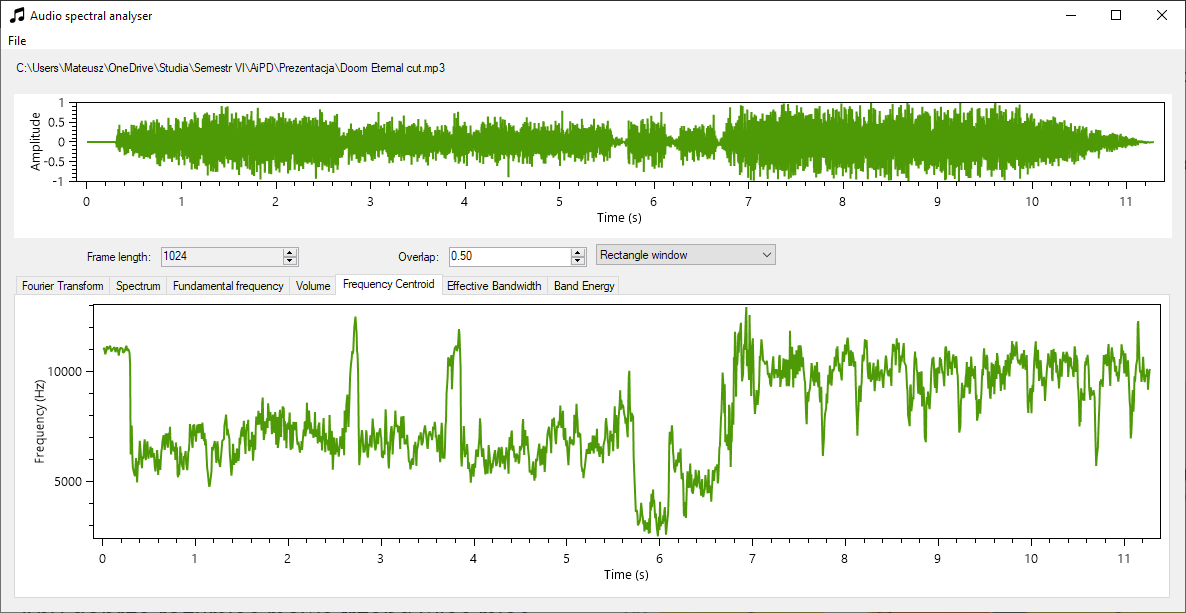 Audio spectral analyser
File
C:\Users\Mateusz\OneDrive\Studia\Semestr VI\AiPD\Prezentacja\Doom Eternal cut.mp3
Amplitude
1
0.5
0
-0.5
-1
0 1 2 3 4 5 6 7 8 9 10 11
Time (s)
Frame length: 1024 Overlap: 0.50 Rectangle window
Fourier Transform Spectrum Fundamental frequency Volume Frequency Centroid Effective Bandwidth Band Energy
Frequency (Hz)
10000
5000
0 1 2 3 4 5 6 7 8 9 10 11
Time (s)